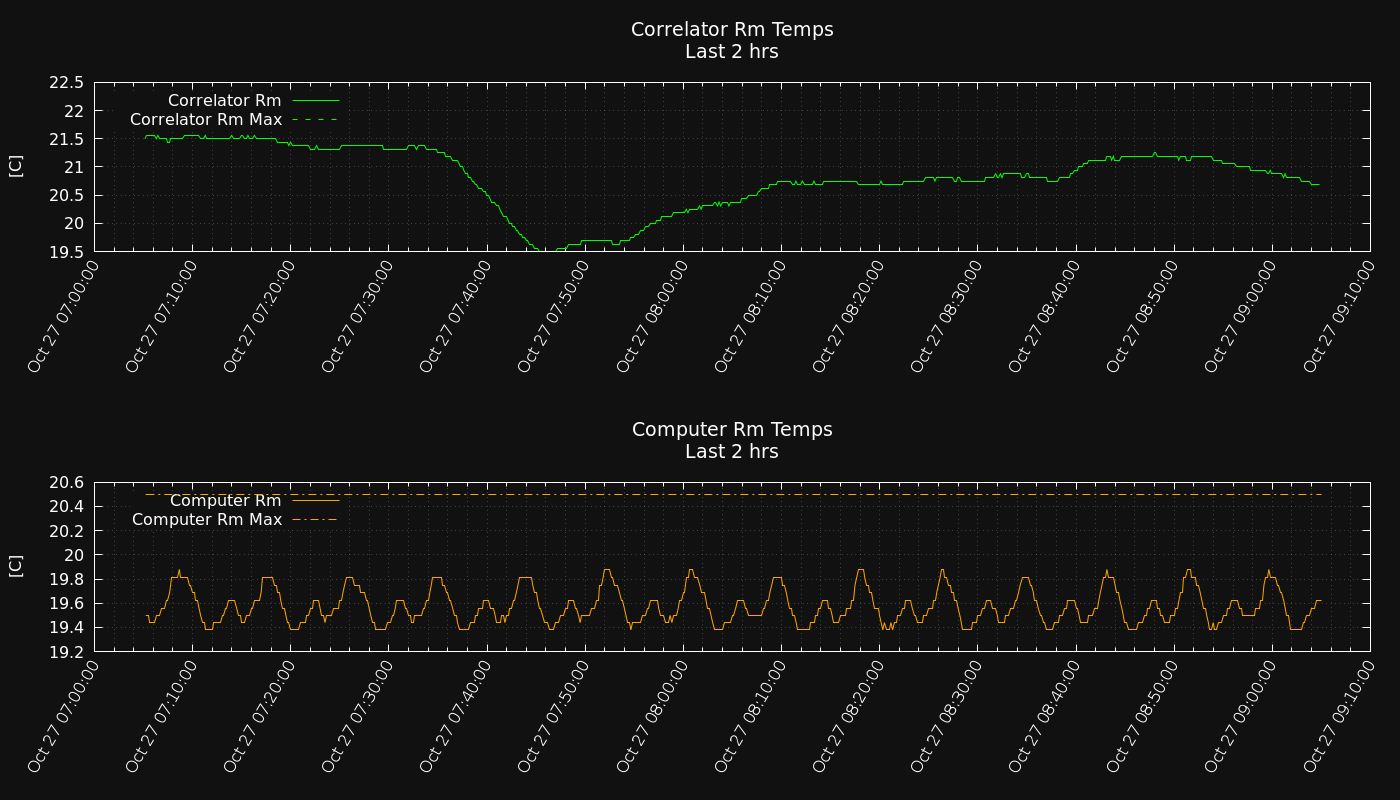 Correlator Rm Temps
Last 2 hrs
22.5
22
21.5
21
20.5
20
19.5
[C]
Correlator Rm
Correlator Rm Max
Oct 27 07:00:00
Oct 27 07:10:00
Oct 27 07:20:00
Oct 27 07:30:00
Oct 27 07:40:00
Oct 27 07:50:00
Oct 27 08:00:00
Oct 27 08:10:00
Oct 27 08:20:00
Oct 27 08:30:00
Oct 27 08:40:00
Oct 27 08:50:00
Oct 27 09:00:00
Oct 27 09:10:00
Computer Rm Temps
Last 2 hrs
20.6
20.4
20.2
20
19.8
19.6
19.4
19.2
[C]
Computer Rm
Computer Rm Max
Oct 27 07:00:00
Oct 27 07:10:00
Oct 27 07:20:00
Oct 27 07:30:00
Oct 27 07:40:00
Oct 27 07:50:00
Oct 27 08:00:00
Oct 27 08:10:00
Oct 27 08:20:00
Oct 27 08:30:00
Oct 27 08:40:00
Oct 27 08:50:00
Oct 27 09:00:00
Oct 27 09:10:00